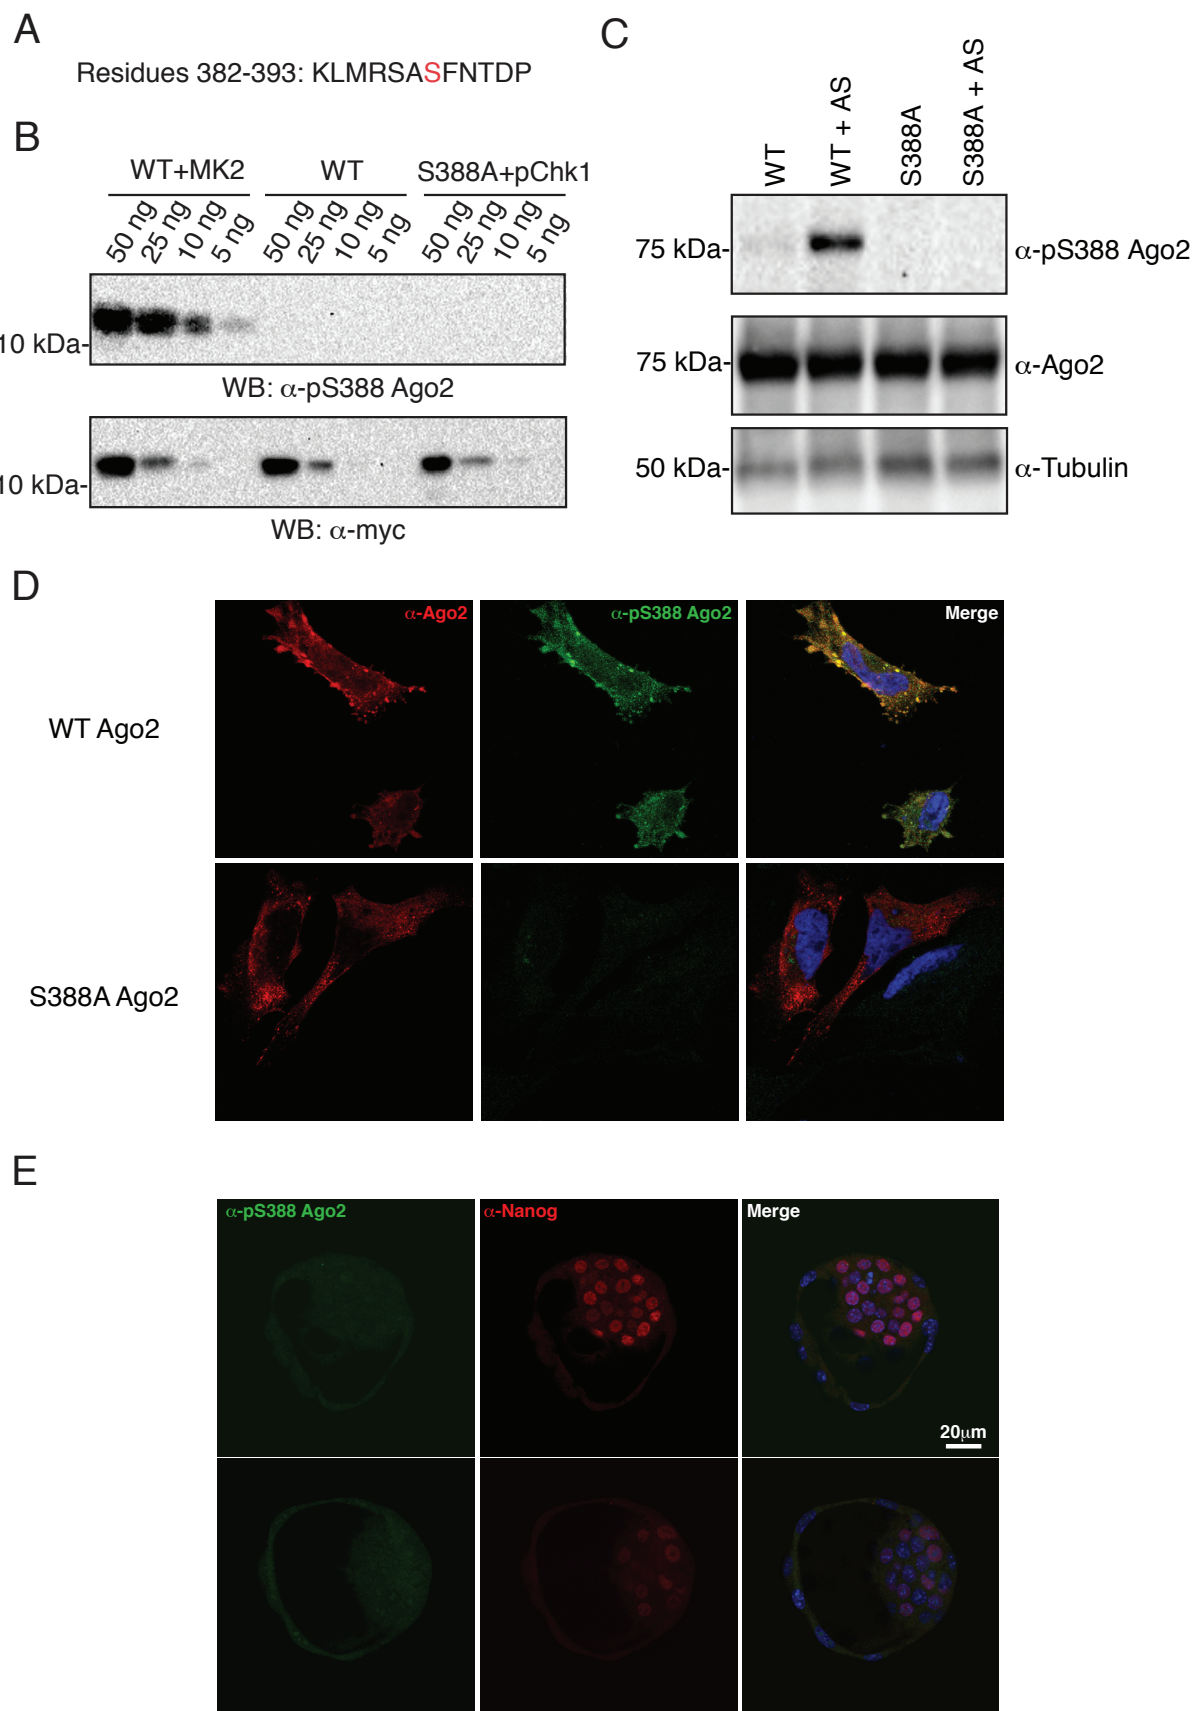 A
Residues 382-393: KLMRSASFNTDP
B
WT+MK2 WT S388A+pChk1
50 ng 25 ng 10 ng 5 ng 50 ng 25 ng 10 ng 5 ng 50 ng 25 ng 10 ng 5 ng
10 kDa-
WB: α-pS388 Ago2
10 kDa-
WB: α-myc
C
WT WT + AS S388A S388A + AS
75 kDa- α-pS388 Ago2
75 kDa- α-Ago2
50 kDa- α-Tubulin
D
α-Ago2 α-pS388 Ago2 Merge
WT Ago2
S388A Ago2
E
α-pS388 Ago2 α-Nanog Merge
20μm